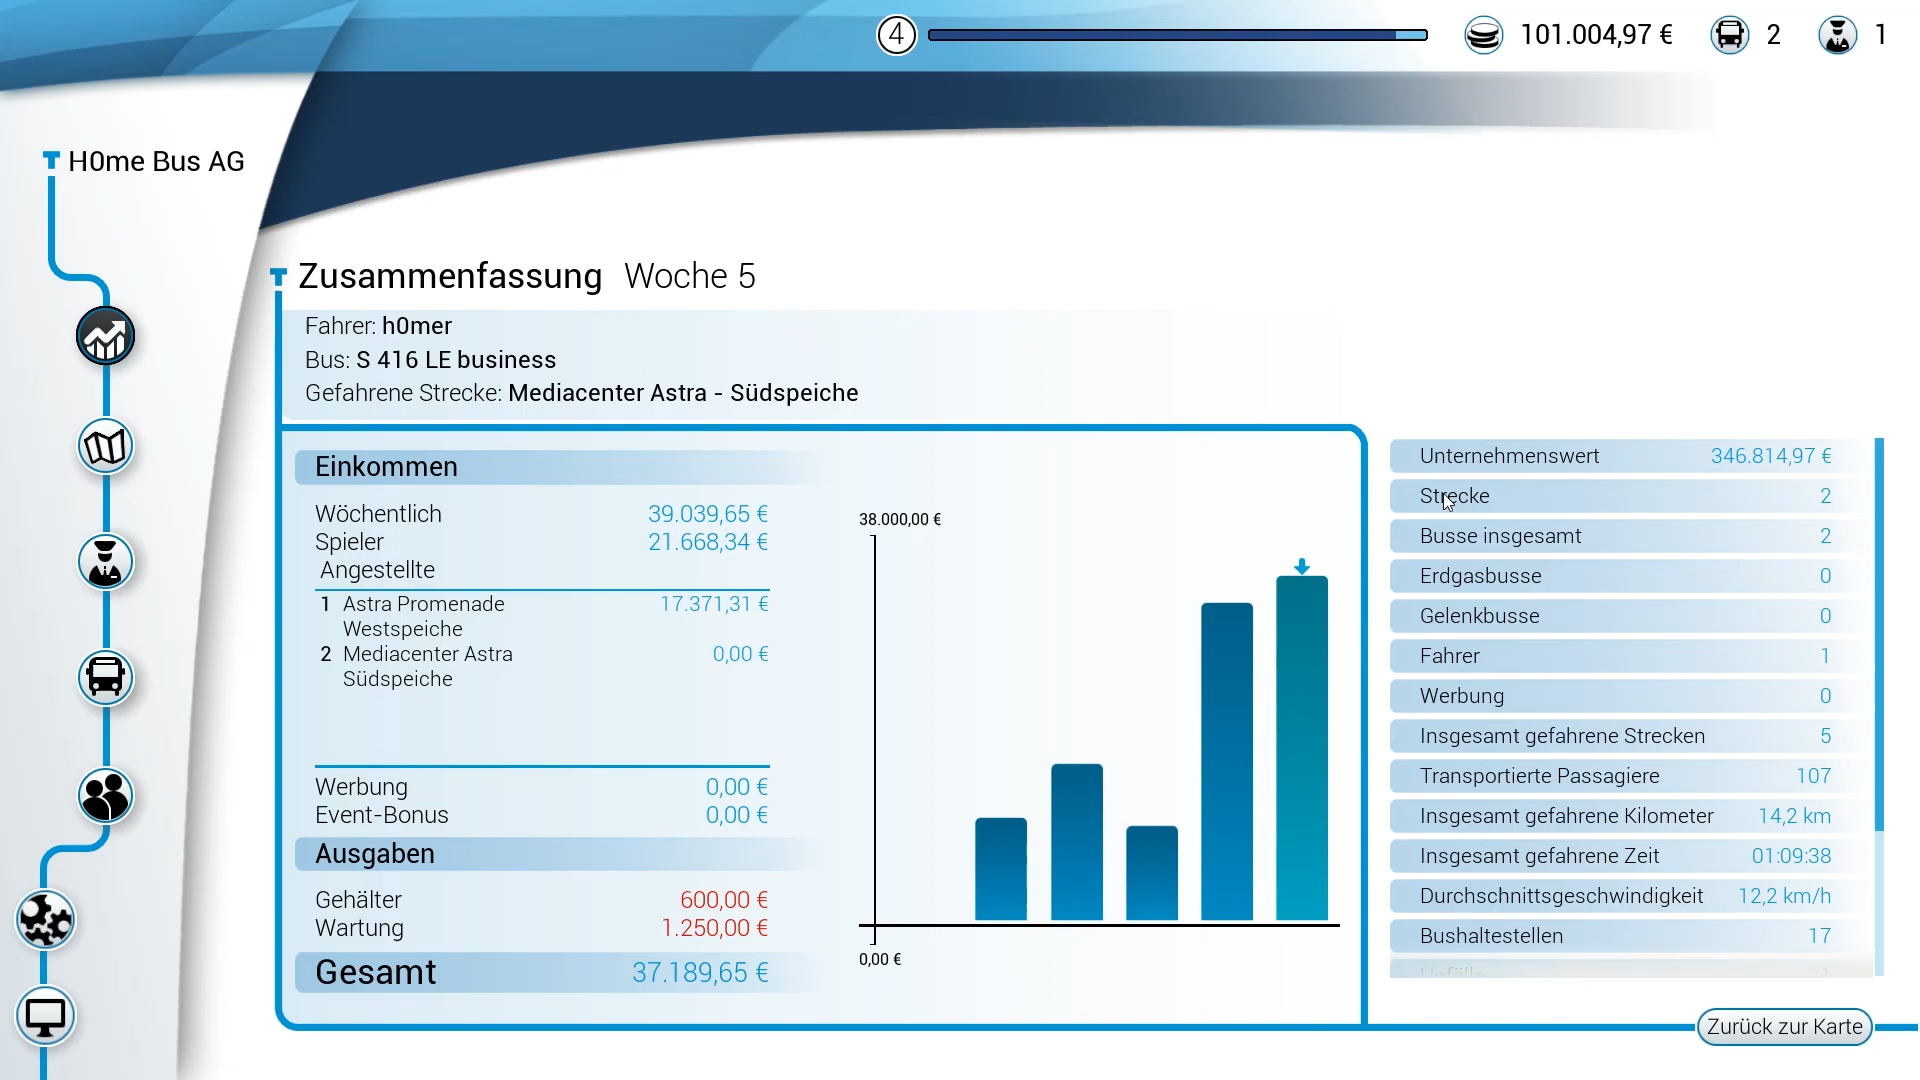 4
101.004,97 €
2
1
H0me Bus AG
Zusammenfassung Woche 5
Fahrer: h0mer
Bus: S 416 LE business
Gefahrene Strecke: Mediacenter Astra - Südspeiche
Einkommen
Wöchentlich 39.039,65 €
Spieler 21.668,34 €
Angestellte
1 Astra Promenade 17.371,31 €
Westspeiche
2 Mediacenter Astra 0,00 €
Südspeiche
Werbung 0,00 €
Event-Bonus 0,00 €
Ausgaben
Gehälter 600,00 €
Wartung 1.250,00 €
Gesamt 37.189,65 €
38.000,00 €
0,00 €
Unternehmenswert 346.814,97 €
Strecke 2
Busse insgesamt 2
Erdgasbusse 0
Gelenkbusse 0
Fahrer 1
Werbung 0
Insgesamt gefahrene Strecken 5
Transportierte Passagiere 107
Insgesamt gefahrene Kilometer 14,2 km
Insgesamt gefahrene Zeit 01:09:38
Durchschnittsgeschwindigkeit 12,2 km/h
Bushaltestellen 17
Zurück zur Karte